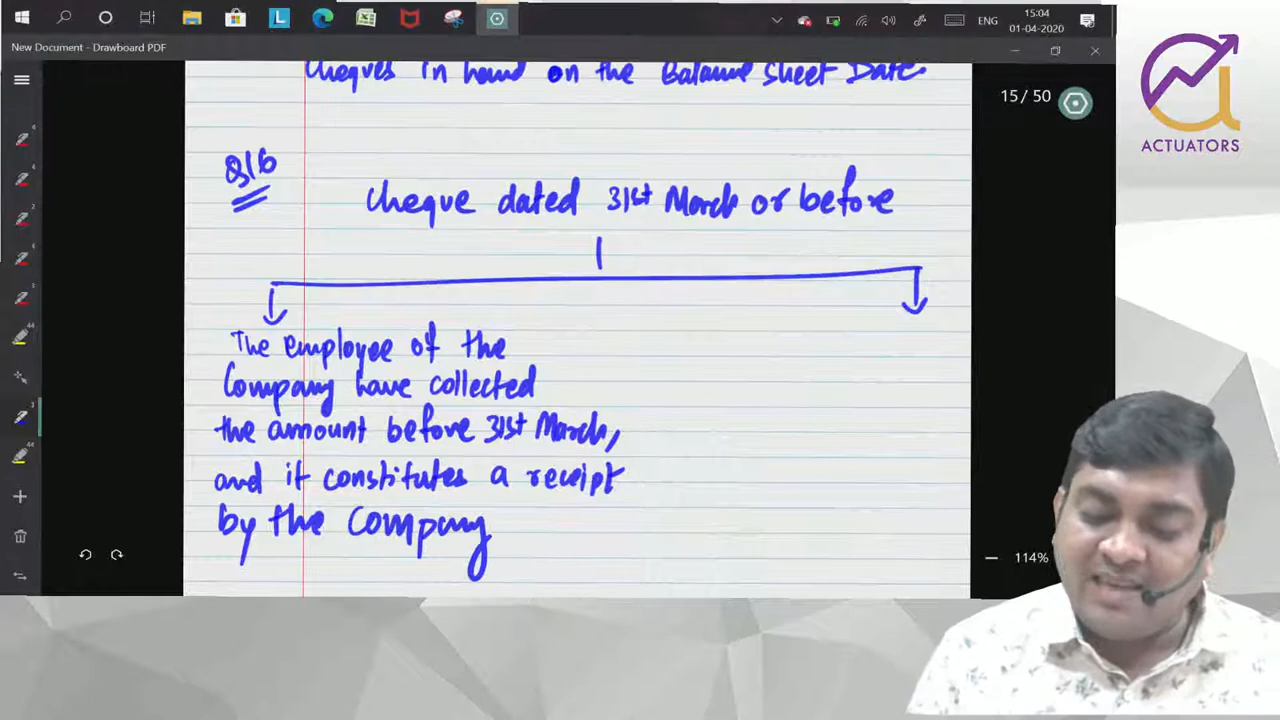 ENG
15:04
01-04-2020
New Document - Drawboard PDF
Cheques in hand on the Balance Sheet Date.
15 / 50
ACTUATORS
Q16
Cheque dated 31st March or before
The employee of the
Company have collected
the amount before 31st March,
and it constitutes a receipt
by the Company
114%